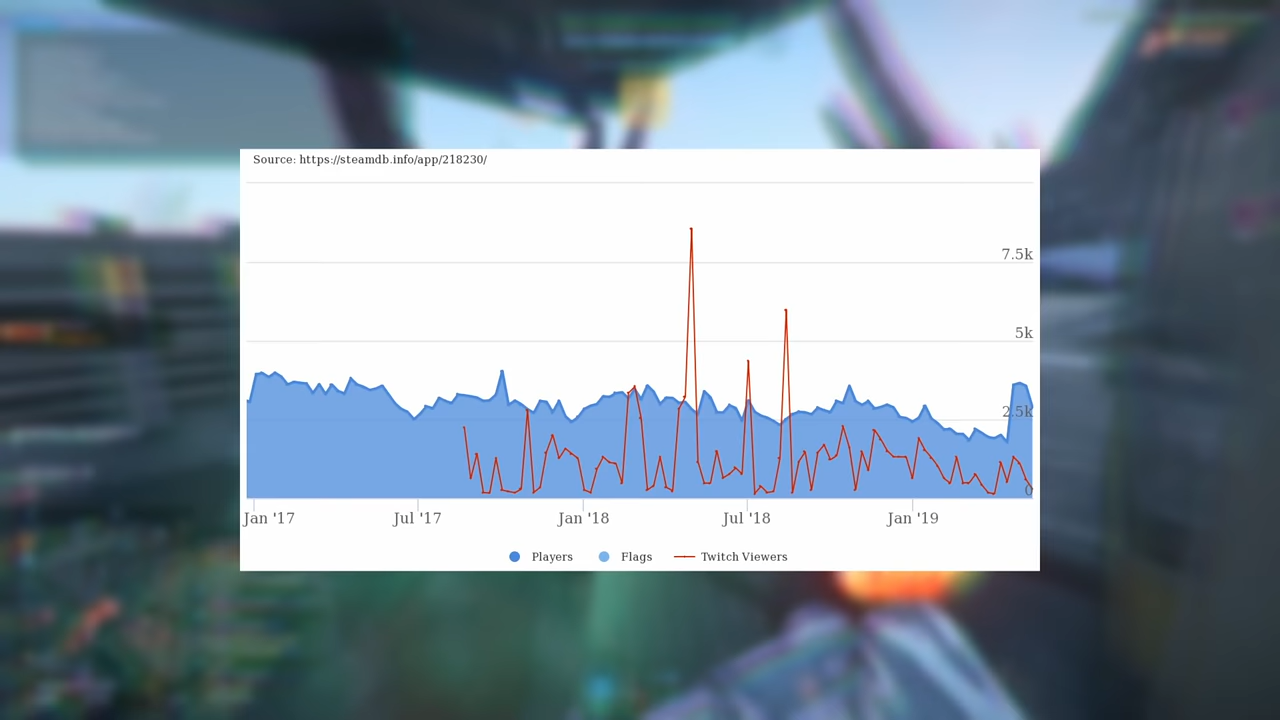 Source: https://steamdb.info/app/218230/
7.5k
5k
2.5k
0
Jan '17 Jul '17 Jan '18 Jul '18 Jan '19
Players Flags Twitch Viewers